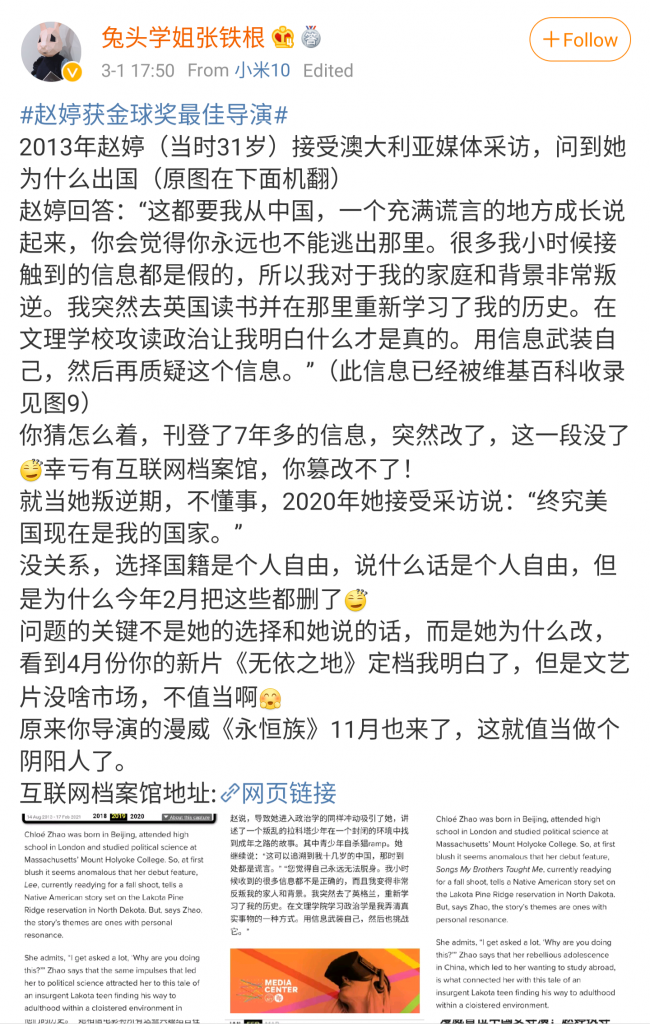 兔头学姐张铁根
3-1 17:50 From 小米10 Edited
+Follow
#赵婷获金球奖最佳导演#
2013年赵婷（当时31岁）接受澳大利亚媒体采访，问到她
为什么出国（原图在下面机翻）
赵婷回答：“这都要我从中国，一个充满谎言的地方成长说
起来，你会觉得你永远也不能逃出那里。很多我小时候接
触到的信息都是假的，所以我对于我的家庭和背景非常叛
逆。我突然去英国读书并在那里重新学习了我的历史。在
文理学校攻读政治让我明白什么才是真的。用信息武装自
己，然后再质疑这个信息。”（此信息已经被维基百科收录
见图9）
你猜怎么着，刊登了7年多的信息，突然改了，这一段没了
幸亏有互联网档案馆，你篡改不了！
就当她叛逆期，不懂事，2020年她接受采访说：“终究美
国现在是我的国家。”
没关系，选择国籍是个人自由，说什么话是个人自由，但
是为什么今年2月把这些都删了
问题的关键不是她的选择和她说的话，而是她为什么改，
看到4月份你的新片《无依之地》定档我明白了，但是文艺
片没啥市场，不值当啊
原来你导演的漫威《永恒族》11月也来了，这就值当做个
阴阳人了。
互联网档案馆地址:网页链接
2018 2019 2020
About this capture
Chloé Zhao was born in Beijing, attended high
school in London and studied political science at
Massachusetts' Mount Holyoke College. So, at first
blush it seems anomalous that her debut feature,
Lee, currently readying for a fall shoot, tells a
Native American story set on the Lakota Pine
Ridge reservation in North Dakota. But, says Zhao,
the story's themes are ones with personal
resonance.
She admits, "I get asked a lot, 'Why are you doing
this?'" Zhao says that the same impulses that led
her to political science attracted her to this tale of
an insurgent Lakota teen finding his way to
adulthood within a cloistered environment in
赵说，导致她进入政治学的同样冲动吸引了她，讲
述了一个叛乱的拉科塔少年在一个封闭的环境中找
到成年之路的故事。其中青少年自杀猖ramp。她
继续说：“这可以追溯到我十几岁的中国，那时到
处都是谎言。” “您觉得自己永远无法脱身。我小时
候收到的很多信息都不是正确的，而且我变得非常
反叛我的家人和背景。我突然去了英格兰，重新学
习了我的历史。在文理学院学习政治学是我弄清真
实事物的一种方式。用信息武装自己，然后也挑战
它。”
MEDIA
CENTER
Chloé Zhao was born in Beijing, attended high
school in London and studied political science at
Massachusetts' Mount Holyoke College. So, at first
blush it seems anomalous that her debut feature,
Songs My Brothers Taught Me, currently readying
for a fall shoot, tells a Native American story set on
the Lakota Pine Ridge reservation in North Dakota.
But, says Zhao, the story's themes are ones with
personal resonance.
She admits, "I get asked a lot, 'Why are you doing
this?'" Zhao says that her rebellious adolescence
in China, which led to her wanting to study abroad,
is what connected her with this tale of an
insurgent Lakota teen finding his way to adulthood
within a cloistered environment.